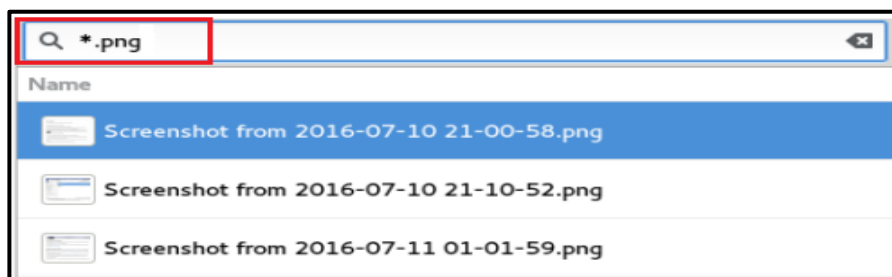 *.png
Name
Screenshot from 2016-07-10 21-00-58.png
Screenshot from 2016-07-10 21-10-52.png
Screenshot from 2016-07-11 01-01-59.png